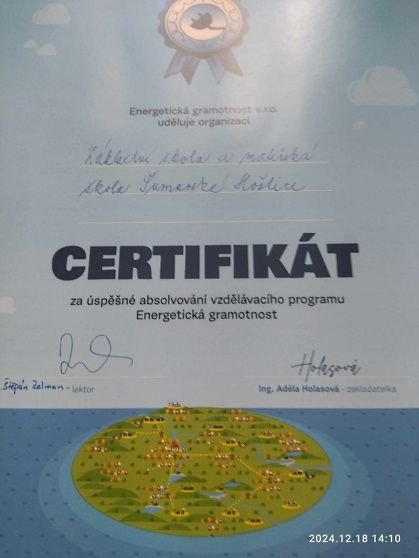 Energetická gramotnost s.r.o.
uděluje organizaci
Základní škola a mateřská
škola Šumavské Hoštice
CERTIFIKÁT
za úspěšné absolvování vzdělávacího programu
Energetická gramotnost
Holasová
Štěpán Zelman - lektor
Ing. Adéla Holasová - zakladatelka
2024.12.18 14:10